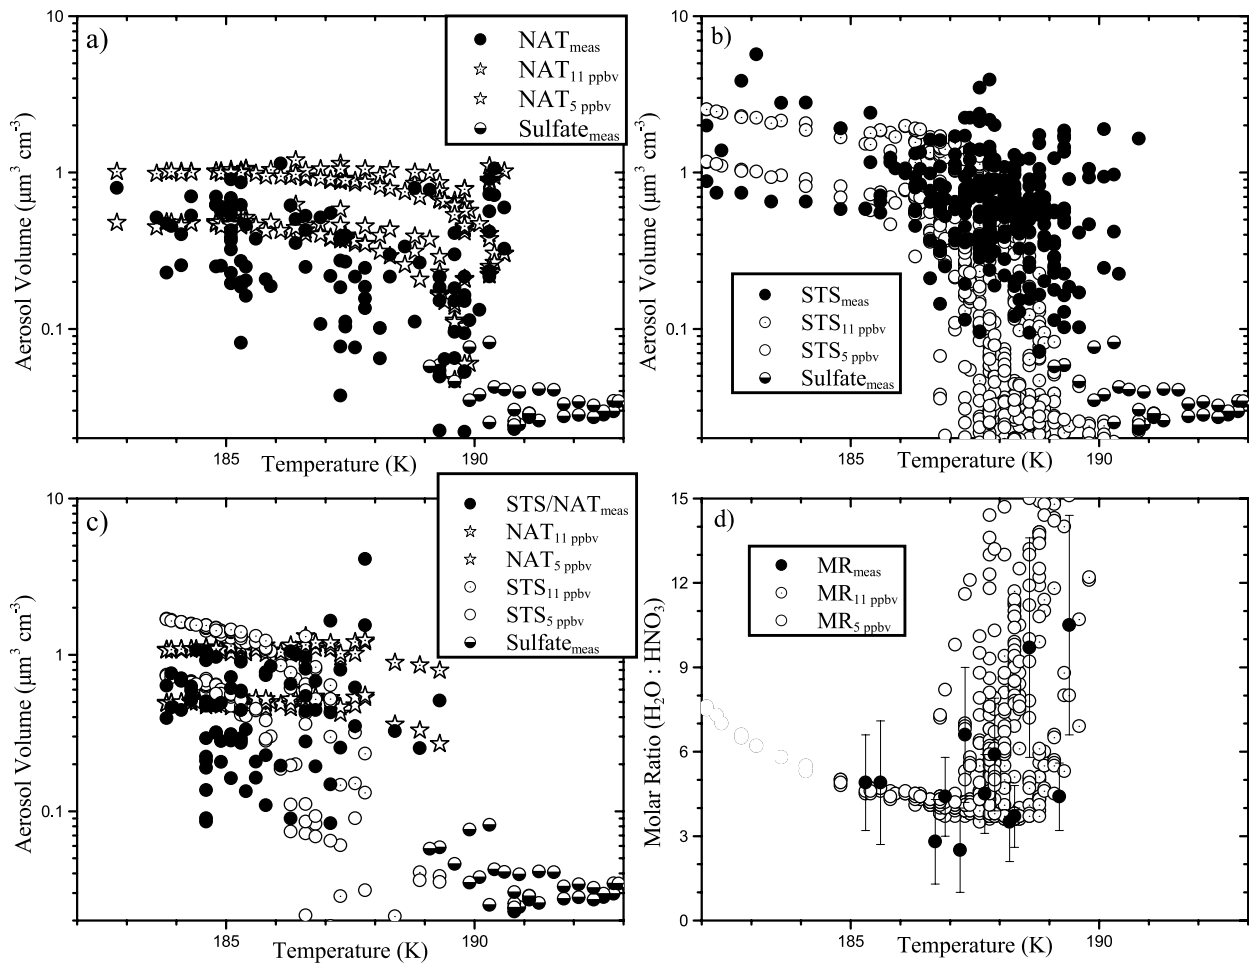 a)
10
1
0.1
185
190
Aerosol Volume (μm³ cm⁻³)
Temperature (K)
NATmeas
NAT11 ppbv
NAT5 ppbv
Sulfatemeas
b)
10
1
0.1
185
190
Aerosol Volume (μm³ cm⁻³)
Temperature (K)
STSmeas
STS11 ppbv
STS5 ppbv
Sulfatemeas
c)
10
1
0.1
185
190
Aerosol Volume (μm³ cm⁻³)
Temperature (K)
STS/NATmeas
NAT11 ppbv
NAT5 ppbv
STS11 ppbv
STS5 ppbv
Sulfatemeas
d)
15
12
9
6
3
0
185
190
Molar Ratio (H₂O : HNO₃)
Temperature (K)
MRmeas
MR11 ppbv
MR5 ppbv